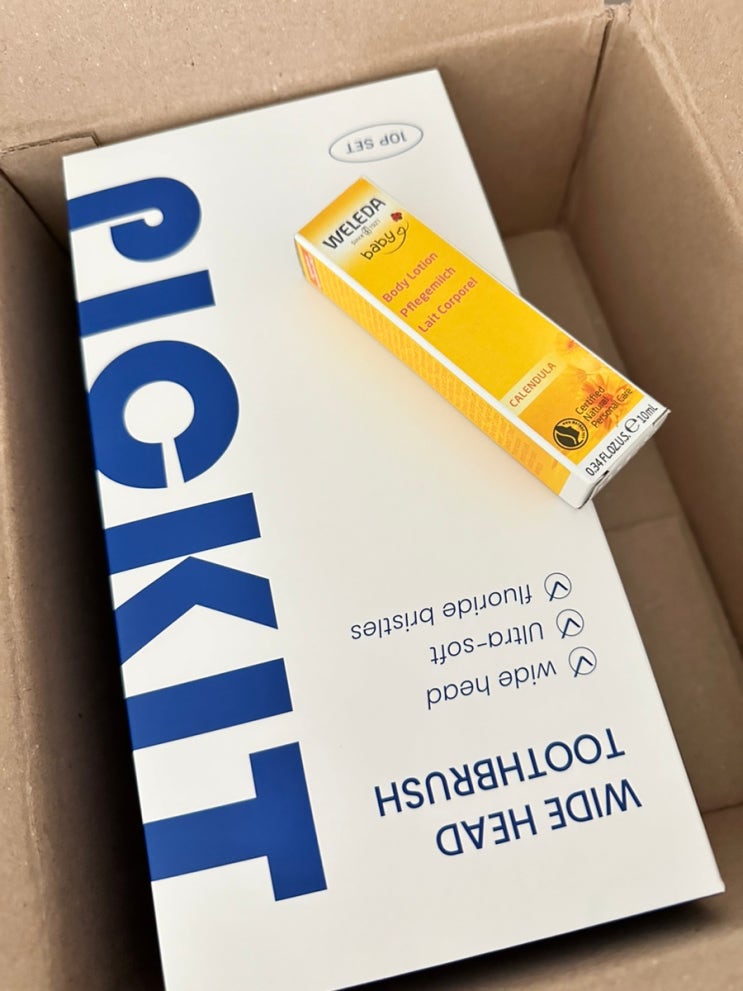 PICKIT
10P SET
WIDE HEAD
TOOTHBRUSH
wide head
Ultra-soft
fluoride bristles
WELEDA
SINCE 1921
baby
Body Lotion
Pflegemilch
Lait Corporel
CALENDULA
Certified
Natural
Personal Care
0.34 FL.OZ.U.S. ℮ 10mL